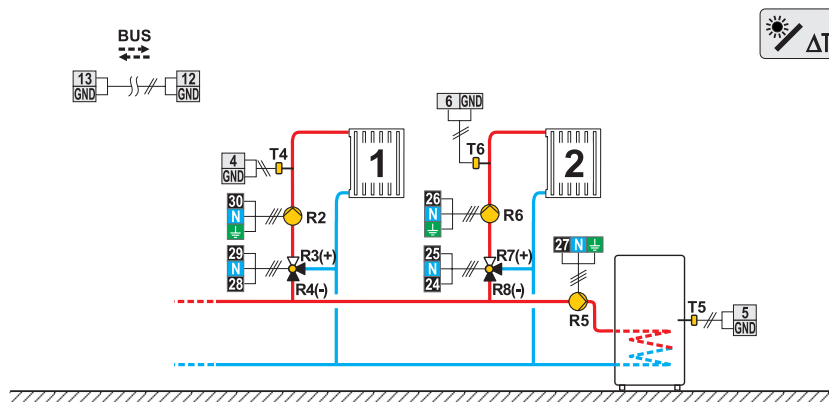 BUS
13
GND
12
GND
ΔT
6 GND
4
GND
T4
1
T6
2
30
N
R2
26
N
R6
29
N
28
R3(+)
R4(-)
25
N
24
R7(+)
R8(-)
27 N
R5
T5
5
GND